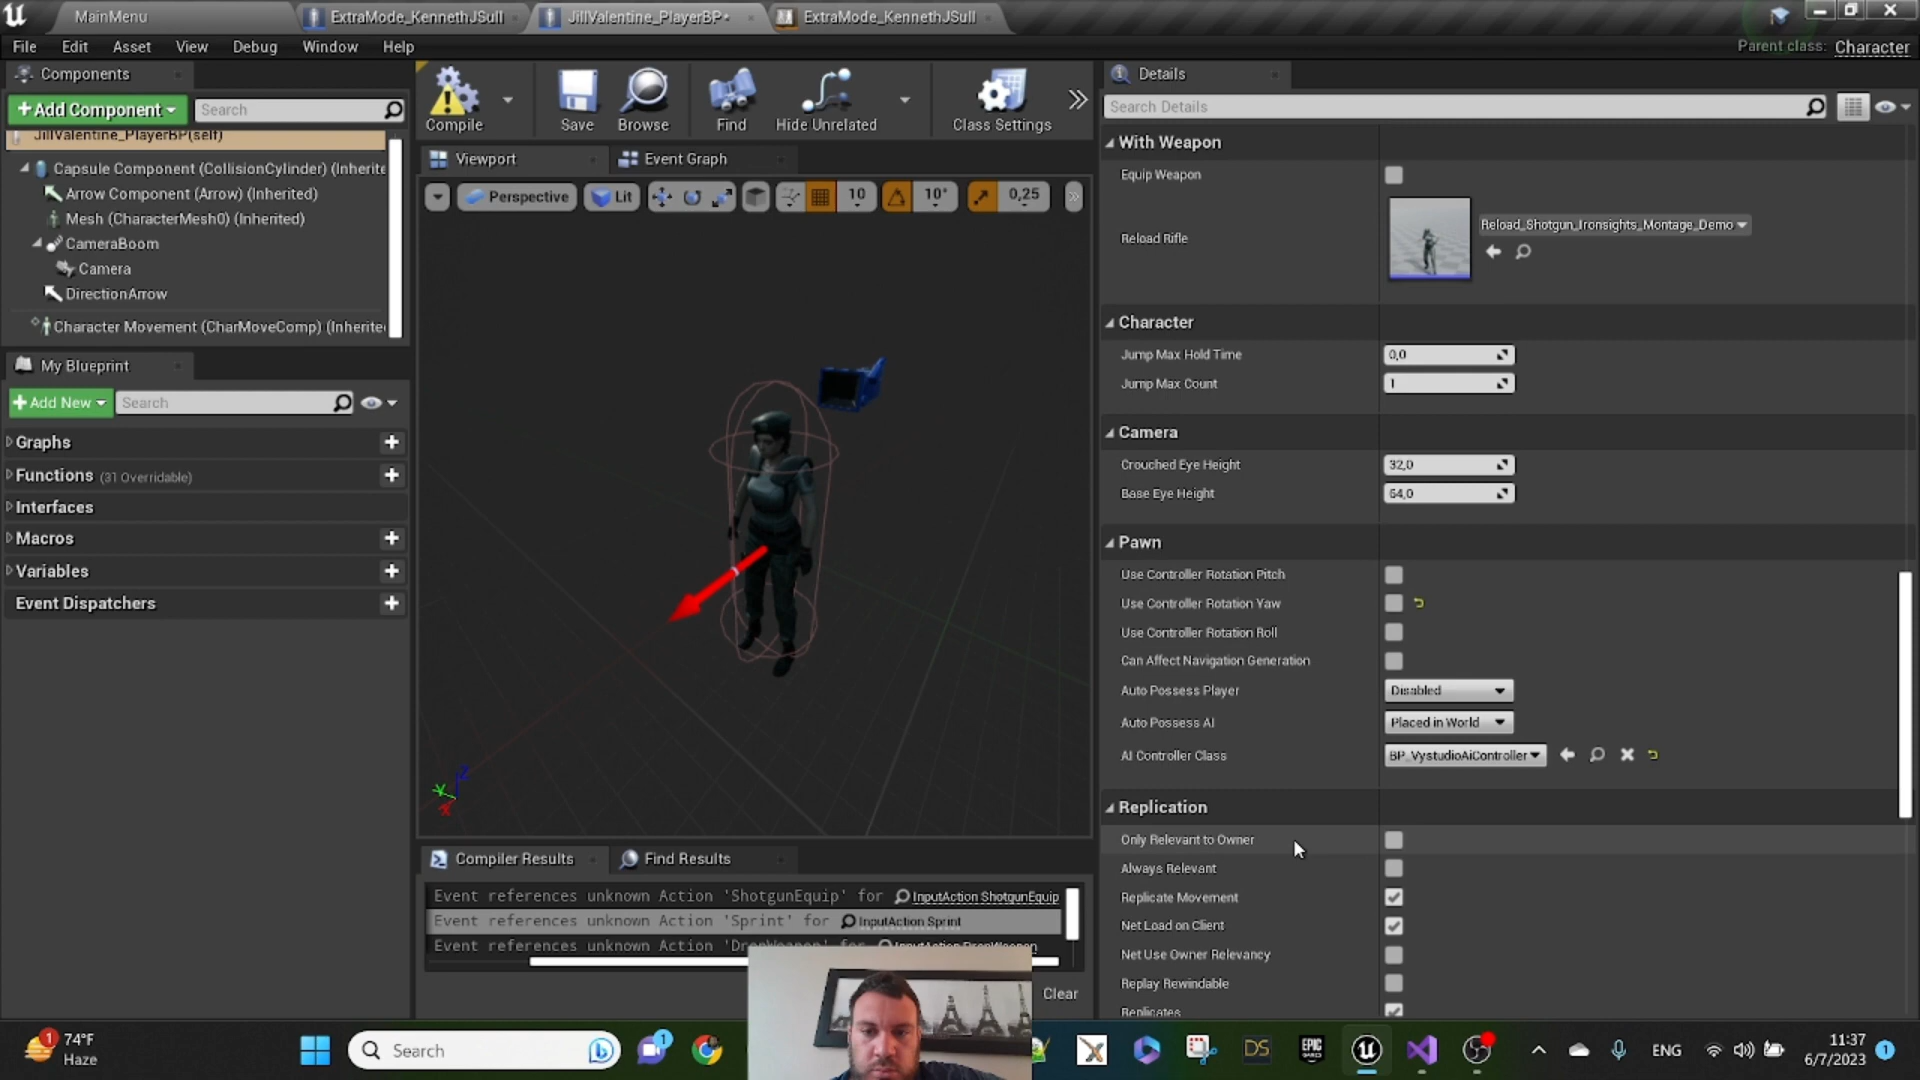 MainMenu
ExtraMode_KennethJSull
JillValentine_PlayerBP*
ExtraMode_KennethJSull
File Edit Asset View Debug Window Help
Parent class: Character
Components
+Add Component
Search
JillValentine_PlayerBP(self)
Capsule Component (CollisionCylinder) (Inherite
Arrow Component (Arrow) (Inherited)
Mesh (CharacterMesh0) (Inherited)
CameraBoom
Camera
DirectionArrow
Character Movement (CharMoveComp) (Inherite
My Blueprint
+Add New
Search
Graphs
Functions (31 Overridable)
Interfaces
Macros
Variables
Event Dispatchers
Compile
Save
Browse
Find
Hide Unrelated
Class Settings
Viewport
Event Graph
Perspective
Lit
10
10°
0,25
Z
Y
X
Compiler Results
Find Results
Event references unknown Action 'ShotgunEquip' for InputAction ShotgunEquip
Event references unknown Action 'Sprint' for InputAction Sprint
Event references unknown Action 'DropWeapon' for InputAction DropWeapon
Clear
Details
Search Details
With Weapon
Equip Weapon
Reload Rifle
Reload_Shotgun_Ironsights_Montage_Demo
Character
Jump Max Hold Time 0,0
Jump Max Count 1
Camera
Crouched Eye Height 32,0
Base Eye Height 64,0
Pawn
Use Controller Rotation Pitch
Use Controller Rotation Yaw
Use Controller Rotation Roll
Can Affect Navigation Generation
Auto Possess Player Disabled
Auto Possess AI Placed in World
AI Controller Class BP_VystudioAiController
Replication
Only Relevant to Owner
Always Relevant
Replicate Movement
Net Load on Client
Net Use Owner Relevancy
Replay Rewindable
Replicates
1
74°F
Haze
Search
1
DS
EPIC GAMES
ENG
11:37
6/7/2023
1